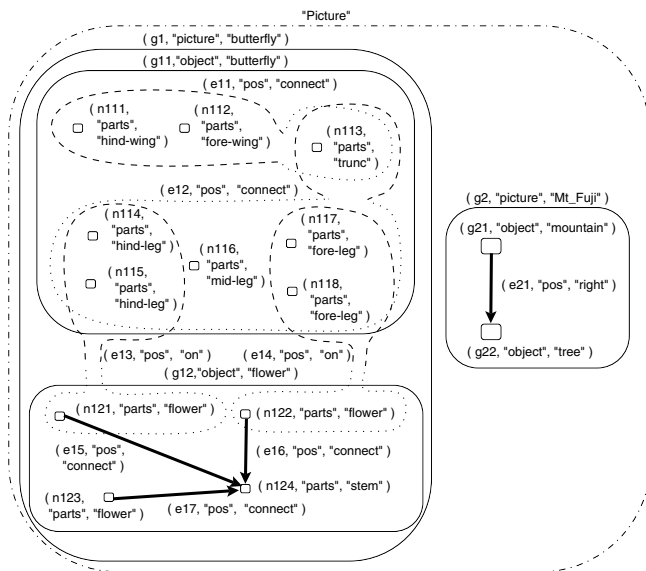 "Picture"
( g1, "picture", "butterfly" )
( g11,"object", "butterfly" )
( e11, "pos", "connect" )
( n111,
"parts",
"hind-wing" )
( n112,
"parts",
"fore-wing" )
( n113,
"parts",
"trunc" )
( e12, "pos", "connect" )
( n114,
"parts",
"hind-leg" )
( n115,
"parts",
"hind-leg" )
( n116,
"parts",
"mid-leg" )
( n117,
"parts",
"fore-leg" )
( n118,
"parts",
"fore-leg" )
( e13, "pos", "on" )
( e14, "pos", "on" )
( g12,"object", "flower" )
( n121, "parts", "flower" )
( n122, "parts", "flower" )
( e15, "pos",
"connect" )
( e16, "pos", "connect" )
( n123,
"parts", "flower" )
( n124, "parts", "stem" )
( e17, "pos", "connect" )
( g2, "picture", "Mt_Fuji" )
( g21, "object", "mountain" )
( e21, "pos", "right" )
( g22, "object", "tree" )